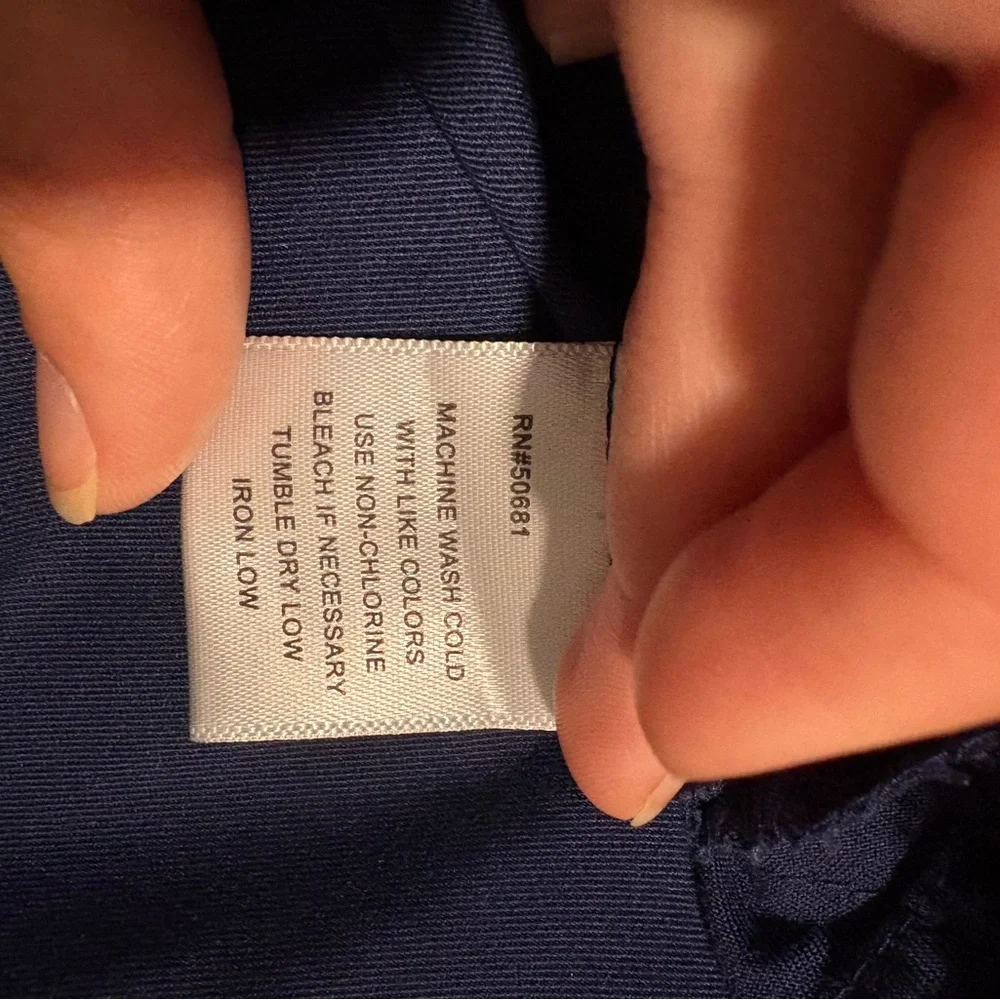 RN#50681
MACHINE WASH COLD
WITH LIKE COLORS
USE NON-CHLORINE
BLEACH IF NECESSARY
TUMBLE DRY LOW
IRON LOW